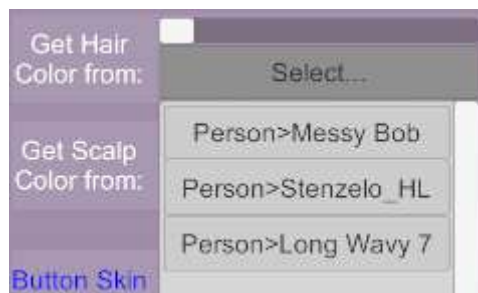 Get Hair
Color from:
Select...
Get Scalp
Color from:
Person>Messy Bob
Person>Stenzelo_HL
Person>Long Wavy 7
Button Skin